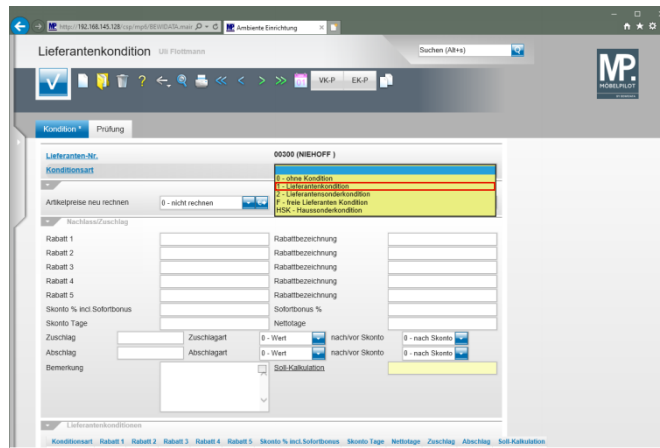 http://192.168.145.128/csp/mpll/BEWIDATA.mair
Ambiente Einrichtung
Lieferantenkondition Uli Flottmann
Suchen (Alt+s)
VK-P EK-P
MP.
MÖBELPILOT
Kondition * Prüfung
Lieferanten-Nr. 00300 (NIEHOFF )
Konditionsart
0 - ohne Kondition
1 - Lieferantenkondition
2 - Lieferantensonderkondition
F - freie Lieferanten Kondition
HSK - Haussonderkondition
Artikelpreise neu rechnen 0 - nicht rechnen
Nachlass/Zuschlag
Rabatt 1 Rabattbezeichnung
Rabatt 2 Rabattbezeichnung
Rabatt 3 Rabattbezeichnung
Rabatt 4 Rabattbezeichnung
Rabatt 5 Rabattbezeichnung
Skonto % incl.Sofortbonus Sofortbonus %
Skonto Tage Nettotage
Zuschlag Zuschlagart 0 - Wert nach/vor Skonto 0 - nach Skonto
Abschlag Abschlagart 0 - Wert nach/vor Skonto 0 - nach Skonto
Bemerkung Soll-Kalkulation
Lieferantenkonditionen
Konditionsart Rabatt 1 Rabatt 2 Rabatt 3 Rabatt 4 Rabatt 5 Skonto % incl.Sofortbonus Skonto Tage Nettotage Zuschlag Abschlag Soll-Kalkulation